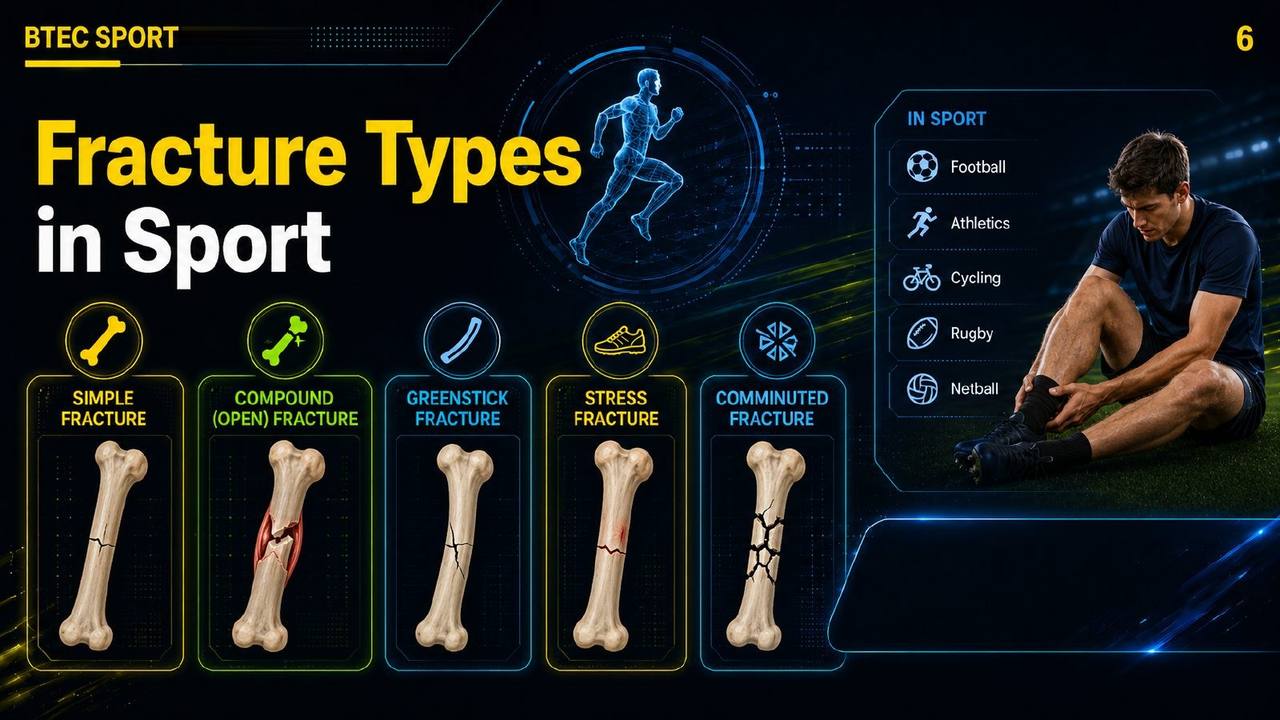 BTEC SPORT
6
Fracture Types
in Sport
IN SPORT
Football
Athletics
Cycling
Rugby
Netball
SIMPLE
FRACTURE
COMPOUND
(OPEN) FRACTURE
GREENSTICK
FRACTURE
STRESS
FRACTURE
COMMINUTED
FRACTURE